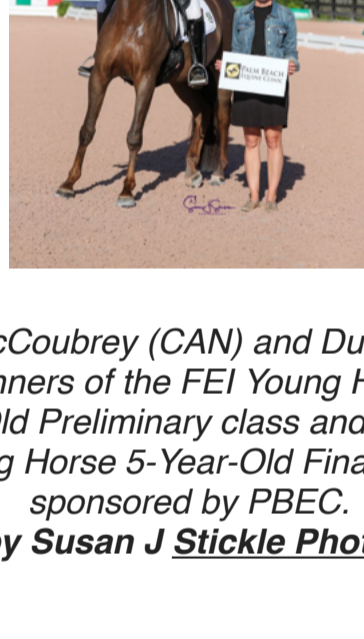 PALM BEACH
EQUINE CLINIC
cCoubrey (CAN) and Du
nners of the FEI Young H
ld Preliminary class and
g Horse 5-Year-Old Fina
sponsored by PBEC.
y Susan J Stickle Phot